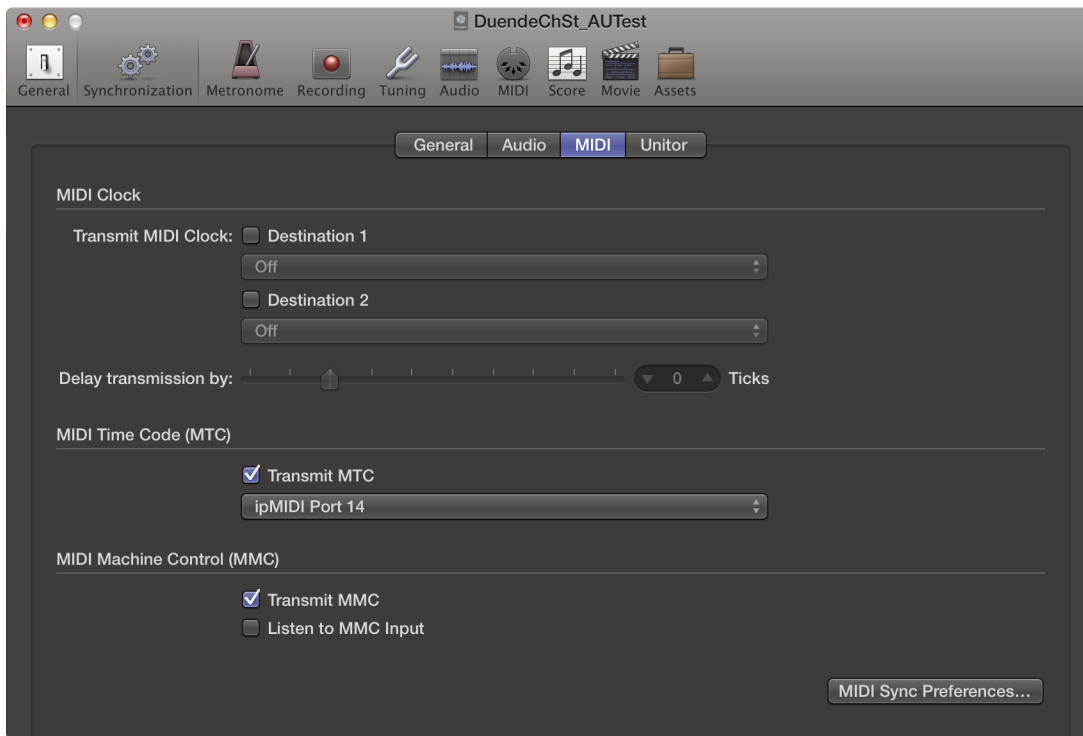 DuendeChSt_AUTest
General Synchronization Metronome Recording Tuning Audio MIDI Score Movie Assets
General Audio MIDI Unitor
MIDI Clock
Transmit MIDI Clock: Destination 1
Off
Destination 2
Off
Delay transmission by: 0 Ticks
MIDI Time Code (MTC)
Transmit MTC
ipMIDI Port 14
MIDI Machine Control (MMC)
Transmit MMC
Listen to MMC Input
MIDI Sync Preferences...